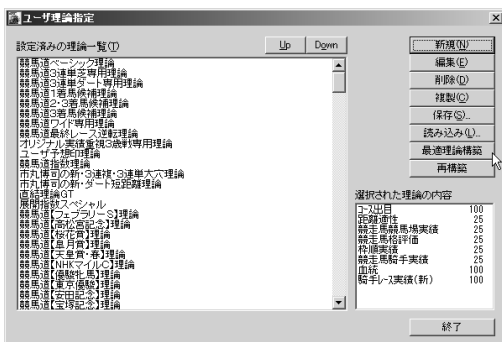 ユーザ理論指定
設定済みの理論一覧(T)
Up
Down
競馬道ベーシック理論
競馬道3連単芝専用理論
競馬道3連単ダート専用理論
競馬道1着馬候補理論
競馬道2・3着馬候補理論
競馬道3着馬候補理論
競馬道ワイド専用理論
競馬道最終レース逆転理論
オリジナル実績重視3歳戦専用理論
ユーザ予想印理論
競馬道指数理論
市丸博司の新・3連複・3連単大穴理論
市丸博司の新・ダート短距離理論
直結理論GT
展開指数スペシャル
競馬道【フェブラリーS】理論
競馬道【高松宮記念】理論
競馬道【桜花賞】理論
競馬道【皐月賞】理論
競馬道【天皇賞・春】理論
競馬道【NHKマイルC】理論
競馬道【優駿牝馬】理論
競馬道【東京優駿】理論
競馬道【安田記念】理論
競馬道【宝塚記念】理論
新規(N)
編集(E)
削除(D)
複製(C)
保存(S)...
読み込み(L)...
最適理論構築
再構築
選択された理論の内容
コース出目 100
距離適性 25
競走馬競馬場実績 25
競走馬格評価 25
枠順実績 25
競走馬騎手実績 25
血統 100
騎手レース実績(新) 100
終了